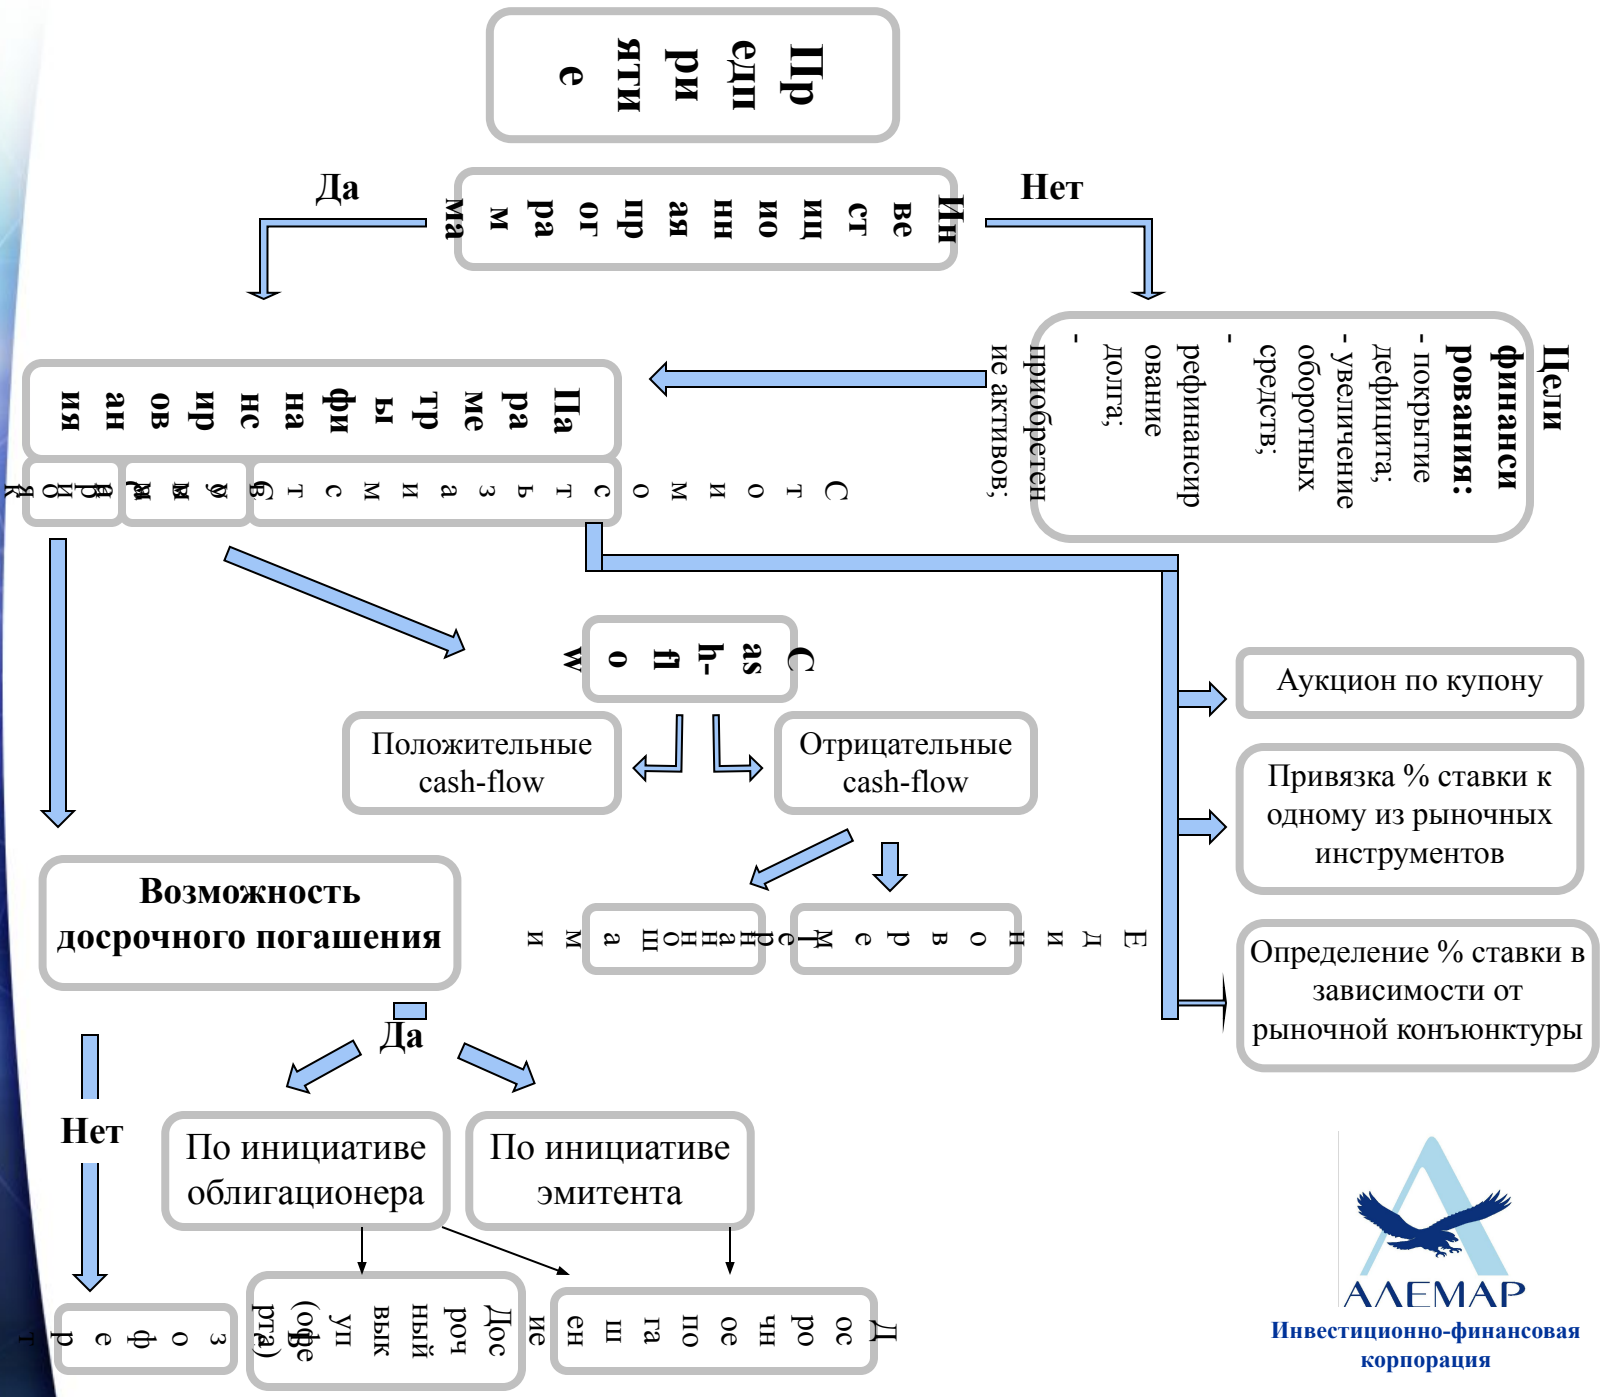 Предприятие
Да
Инвестиционная программа
Нет
Цели финансирования:
- покрытие дефицита;
- увеличение оборотных средств;
- рефинансирование долга;
- приобретение активов;
Параметры финансирования
Стоимость заимств
Cash-flow
Положительные
cash-flow
Отрицательные
cash-flow
Аукцион по купону
Привязка % ставки к
одному из рыночных
инструментов
Определение % ставки в
зависимости от
рыночной конъюнктуры
Возможность
досрочного погашения
Единовременно
Траншами
Да
Нет
По инициативе
облигационера
По инициативе
эмитента
Досрочный выкуп (оферта)
Досрочное погашение
АЛЕМАР
Инвестиционно-финансовая
корпорация